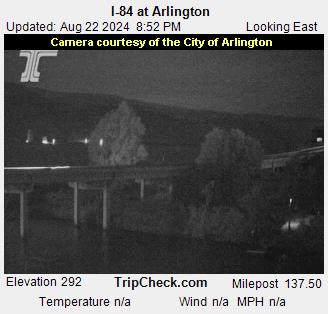 I-84 at Arlington
Updated: Aug 22 2024 8:52 PM Looking East
Camera courtesy of the City of Arlington
Elevation 292 TripCheck.com Milepost 137.50
Temperature n/a Wind n/a MPH n/a